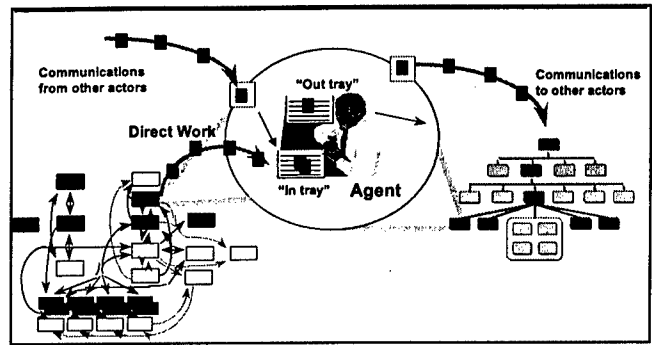 Communications
from other actors
"Out tray"
Communications
to other actors
Direct Work
"In tray"
Agent